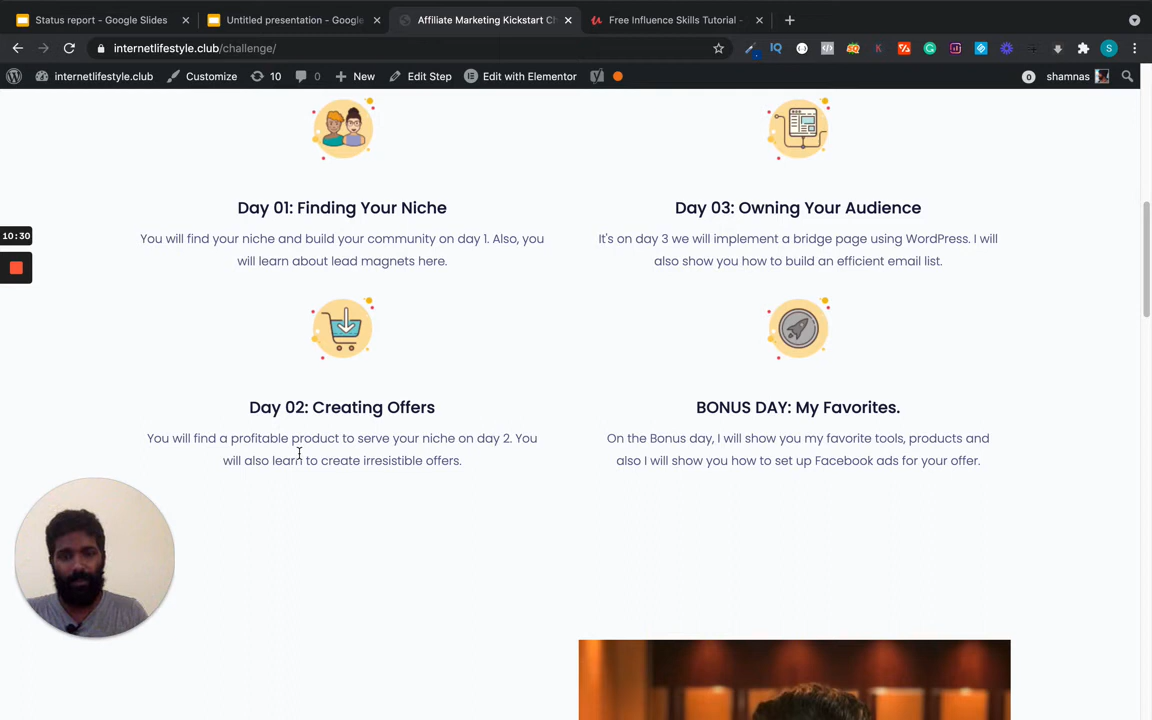 Status report - Google Slides
Untitled presentation - Google
Affiliate Marketing Kickstart Ch
Free Influence Skills Tutorial -
internetlifestyle.club/challenge/
IQ
S
internetlifestyle.club
Customize
10
0
New
Edit Step
Edit with Elementor
0
shamnas
Day 01: Finding Your Niche
You will find your niche and build your community on day 1. Also, you
will learn about lead magnets here.
Day 03: Owning Your Audience
It's on day 3 we will implement a bridge page using WordPress. I will
also show you how to build an efficient email list.
10:30
Day 02: Creating Offers
You will find a profitable product to serve your niche on day 2. You
will also learn to create irresistible offers.
BONUS DAY: My Favorites.
On the Bonus day, I will show you my favorite tools, products and
also I will show you how to set up Facebook ads for your offer.